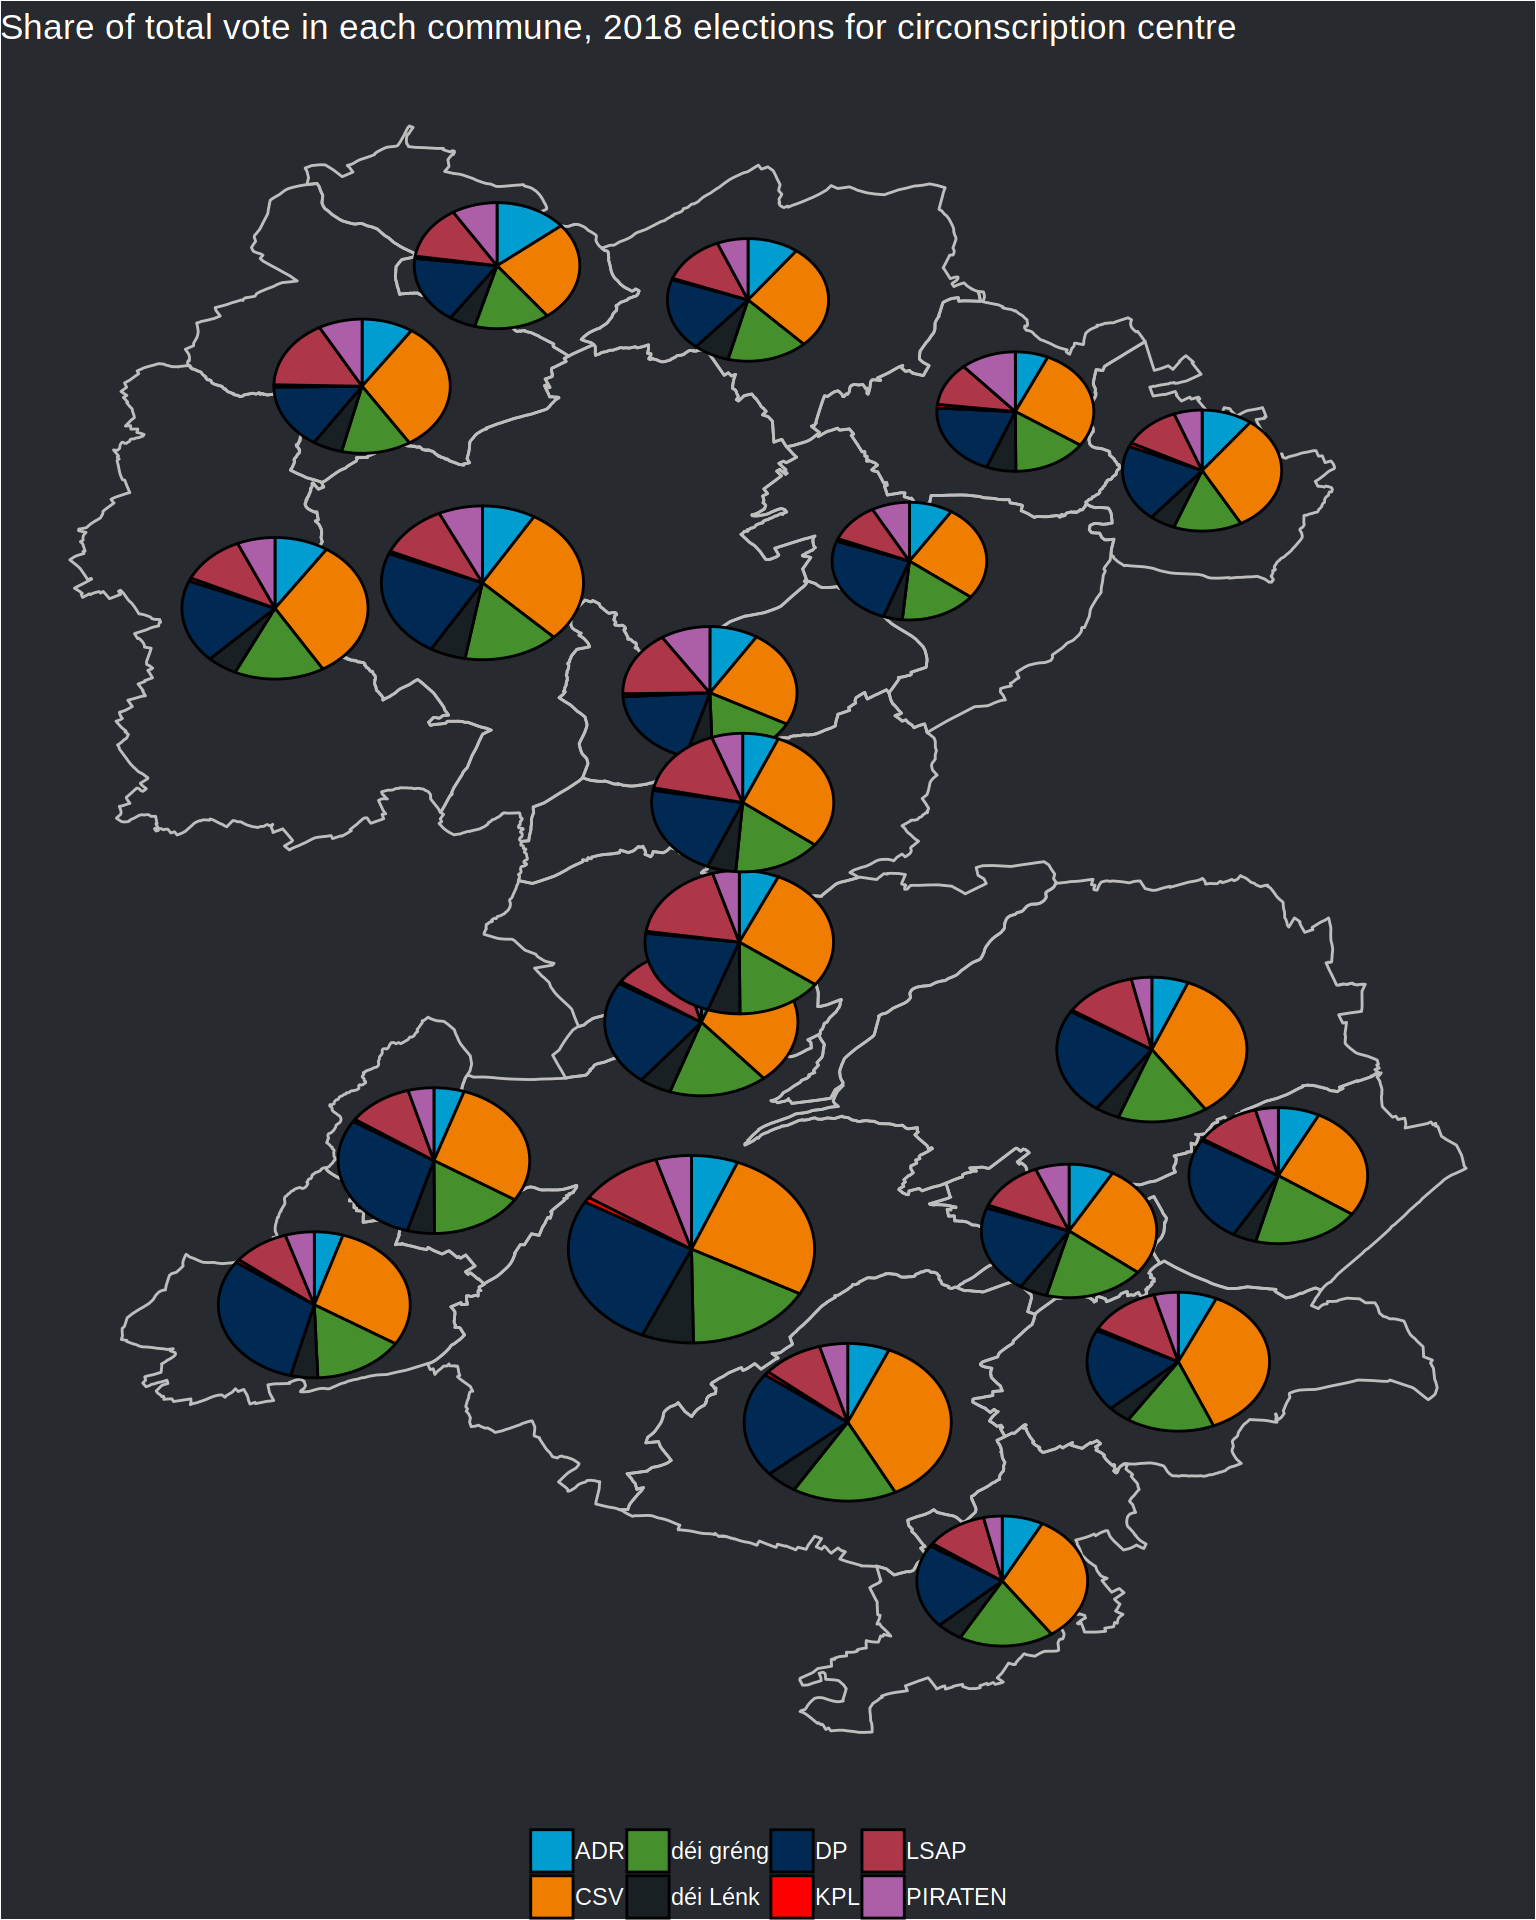 Share of total vote in each commune, 2018 elections for circonscription centre
ADR déi gréng DP LSAP
CSV déi Lénk KPL PIRATEN